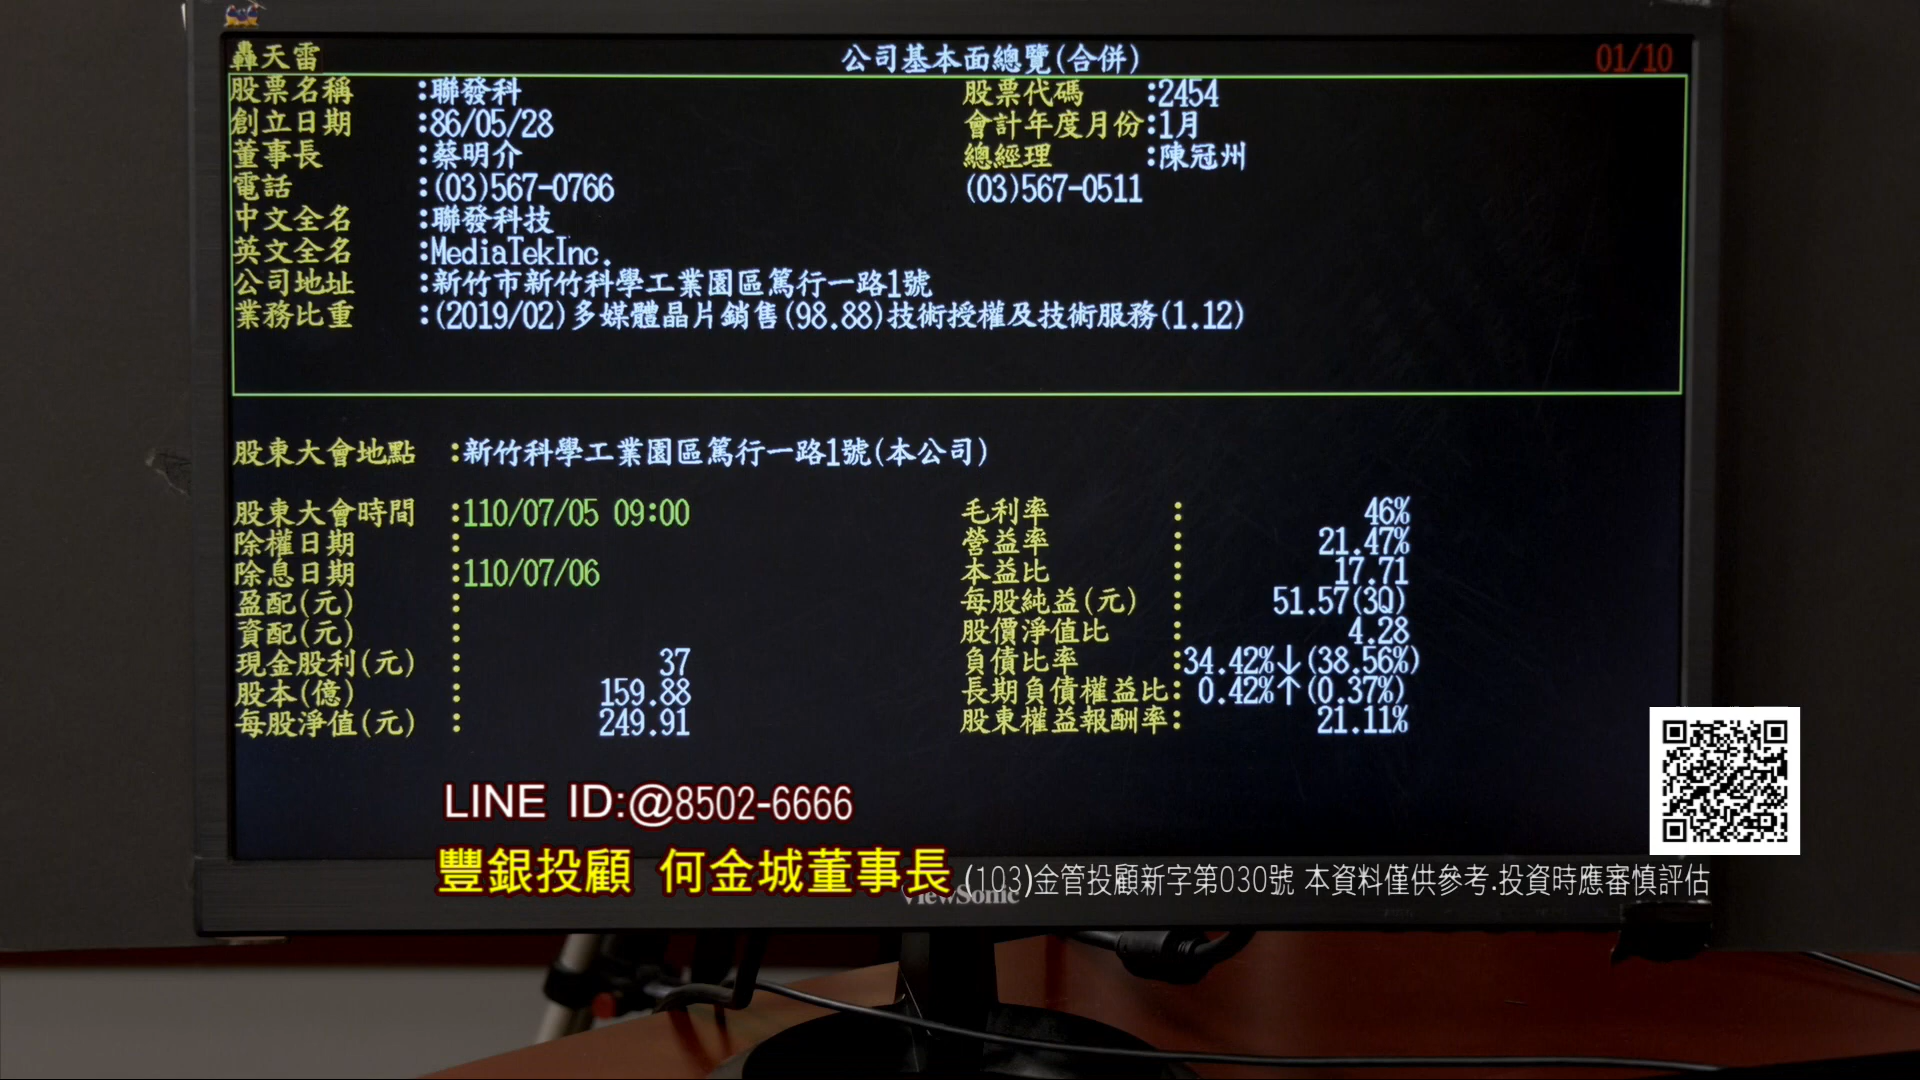 轟天雷 公司基本面總覽(合併) 01/10
股票名稱 :聯發科 股票代碼 :2454
創立日期 :86/05/28 會計年度月份:1月
董事長 :蔡明介 總經理 :陳冠州
電話 :(03)567-0766 (03)567-0511
中文全名 :聯發科技
英文全名 :MediaTekInc.
公司地址 :新竹市新竹科學工業園區篤行一路1號
業務比重 :(2019/02)多媒體晶片銷售(98.88)技術授權及技術服務(1.12)
股東大會地點 :新竹科學工業園區篤行一路1號(本公司)
股東大會時間 :110/07/05 09:00 毛利率 : 46%
除權日期 : 營益率 : 21.47%
除息日期 :110/07/06 本益比 : 17.71
盈配(元) : 每股純益(元) : 51.57(3Q)
資配(元) : 股價淨值比 : 4.28
現金股利(元) : 37 負債比率 :34.42%↓(38.56%)
股本(億) : 159.88 長期負債權益比: 0.42%↑(0.37%)
每股淨值(元) : 249.91 股東權益報酬率: 21.11%
LINE ID:@8502-6666
豐銀投顧 何金城董事長 (103)金管投顧新字第030號 本資料僅供參考.投資時應審慎評估
ViewSonic